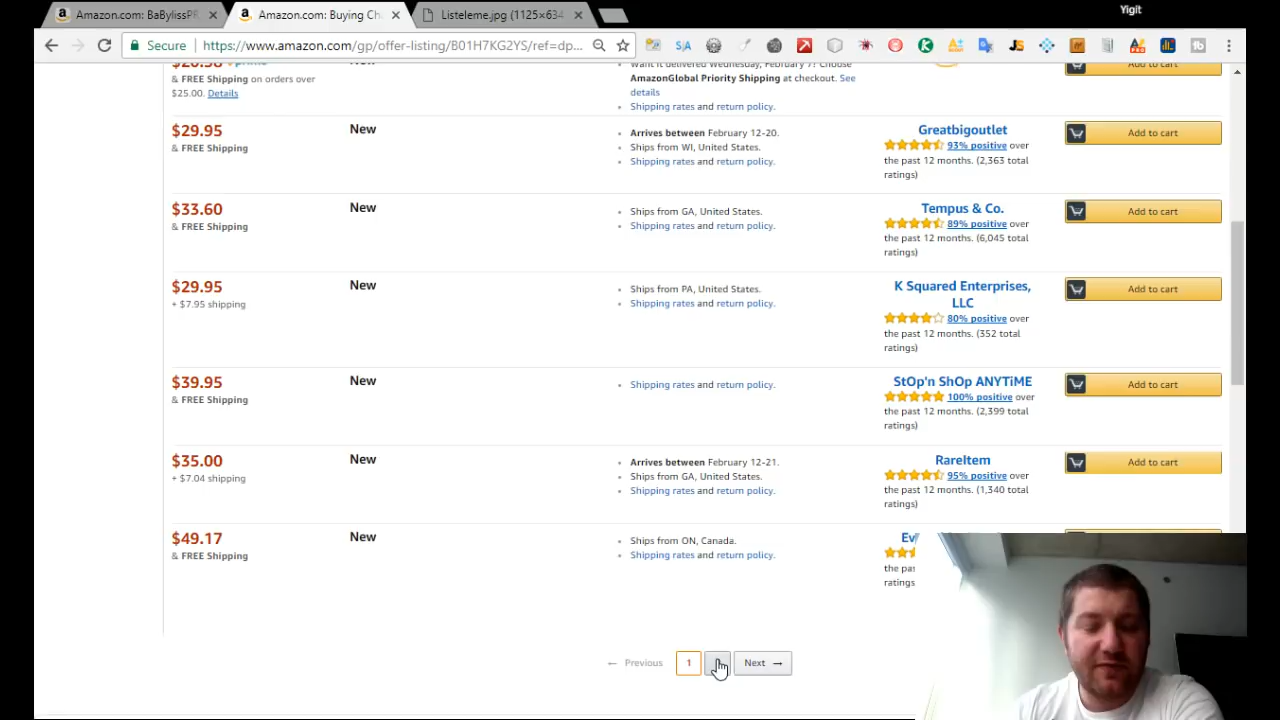 Yigit
Amazon.com: BaBylissPR
Amazon.com: Buying Ch
Listeleme.jpg (1125×634
Secure
https://www.amazon.com/gp/offer-listing/B01H7KG2YS/ref=dp...
& FREE Shipping on orders over
$25.00. Details
New
Want it delivered Wednesday, February 7? Choose
AmazonGlobal Priority Shipping at checkout. See
details
Shipping rates and return policy.
Add to cart
$29.95
& FREE Shipping
New
Arrives between February 12-20.
Ships from WI, United States.
Shipping rates and return policy.
Greatbigoutlet
93% positive over
the past 12 months. (2,363 total
ratings)
Add to cart
$33.60
& FREE Shipping
New
Ships from GA, United States.
Shipping rates and return policy.
Tempus & Co.
89% positive over
the past 12 months. (6,045 total
ratings)
Add to cart
$29.95
+ $7.95 shipping
New
Ships from PA, United States.
Shipping rates and return policy.
K Squared Enterprises,
LLC
80% positive over
the past 12 months. (352 total
ratings)
Add to cart
$39.95
& FREE Shipping
New
Shipping rates and return policy.
StOp'n ShOp ANYTiME
100% positive over
the past 12 months. (2,399 total
ratings)
Add to cart
$35.00
+ $7.04 shipping
New
Arrives between February 12-21.
Ships from GA, United States.
Shipping rates and return policy.
RareItem
95% positive over
the past 12 months. (1,340 total
ratings)
Add to cart
$49.17
& FREE Shipping
New
Ships from ON, Canada.
Shipping rates and return policy.
Ev
the pas
ratings
← Previous 1 Next →